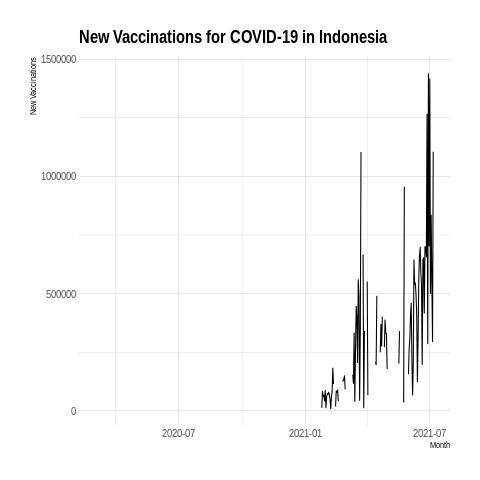 New Vaccinations for COVID-19 in Indonesia
New Vaccinations
1500000
1000000
500000
0
2020-07
2021-01
2021-07
Month